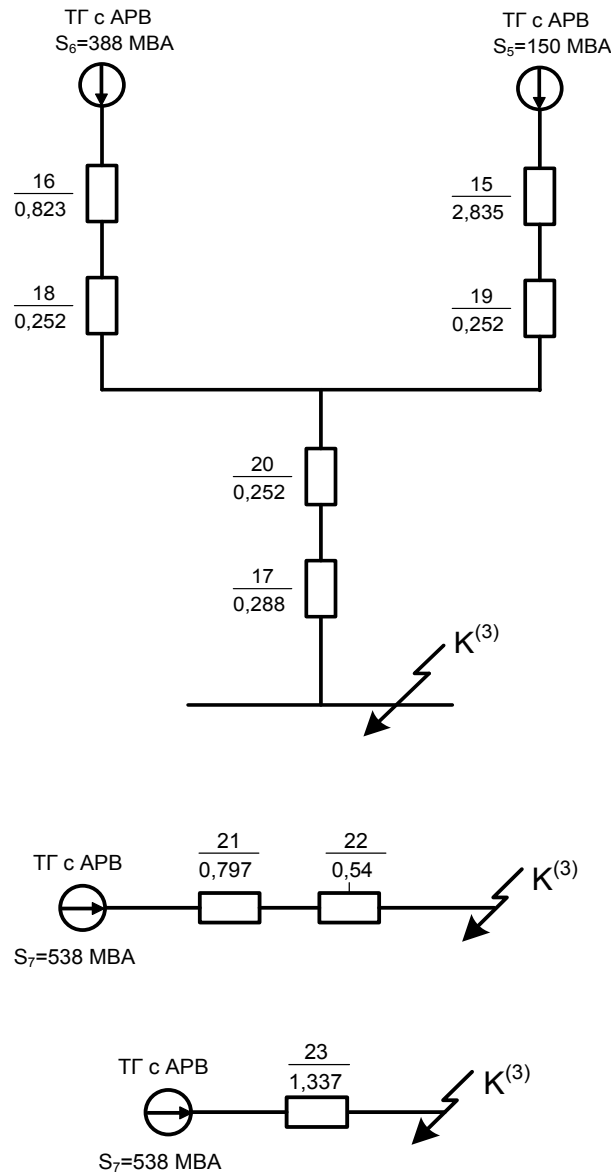 ТГ с АРВ
S₆=388 МВА
ТГ с АРВ
S₅=150 МВА
16
0,823
15
2,835
18
0,252
19
0,252
20
0,252
17
0,288
K⁽³⁾
ТГ с АРВ
21
0,797
22
0,54
K⁽³⁾
S₇=538 МВА
ТГ с АРВ
23
1,337
K⁽³⁾
S₇=538 МВА